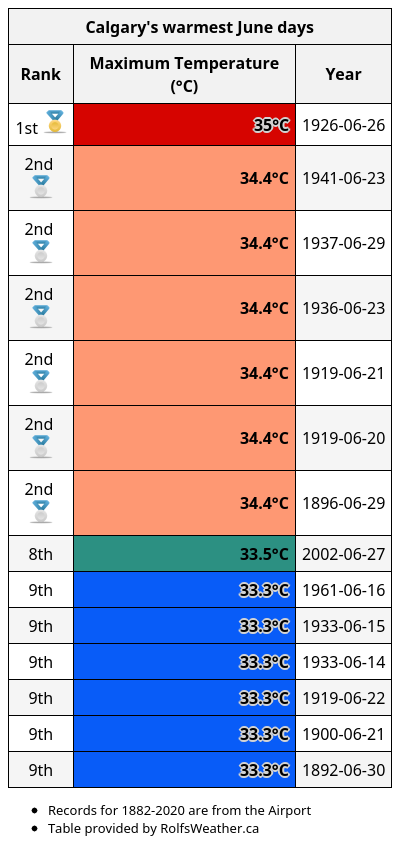 Calgary's warmest June days
Rank Maximum Temperature (°C) Year
1st 35°C 1926-06-26
2nd 34.4°C 1941-06-23
2nd 34.4°C 1937-06-29
2nd 34.4°C 1936-06-23
2nd 34.4°C 1919-06-21
2nd 34.4°C 1919-06-20
2nd 34.4°C 1896-06-29
8th 33.5°C 2002-06-27
9th 33.3°C 1961-06-16
9th 33.3°C 1933-06-15
9th 33.3°C 1933-06-14
9th 33.3°C 1919-06-22
9th 33.3°C 1900-06-21
9th 33.3°C 1892-06-30
• Records for 1882-2020 are from the Airport
• Table provided by RolfsWeather.ca